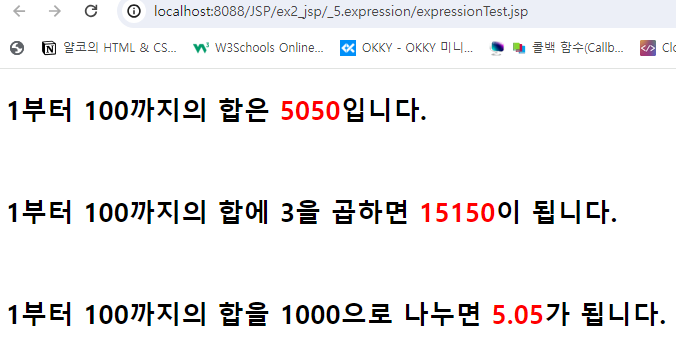 localhost:8088/JSP/ex2_jsp/_5.expression/expressionTest.jsp
얄코의 HTML & CS... W3Schools Online... OKKY - OKKY 미니... 콜백 함수(Callb... Clo
1부터 100까지의 합은 5050입니다.
1부터 100까지의 합에 3을 곱하면 15150이 됩니다.
1부터 100까지의 합을 1000으로 나누면 5.05가 됩니다.